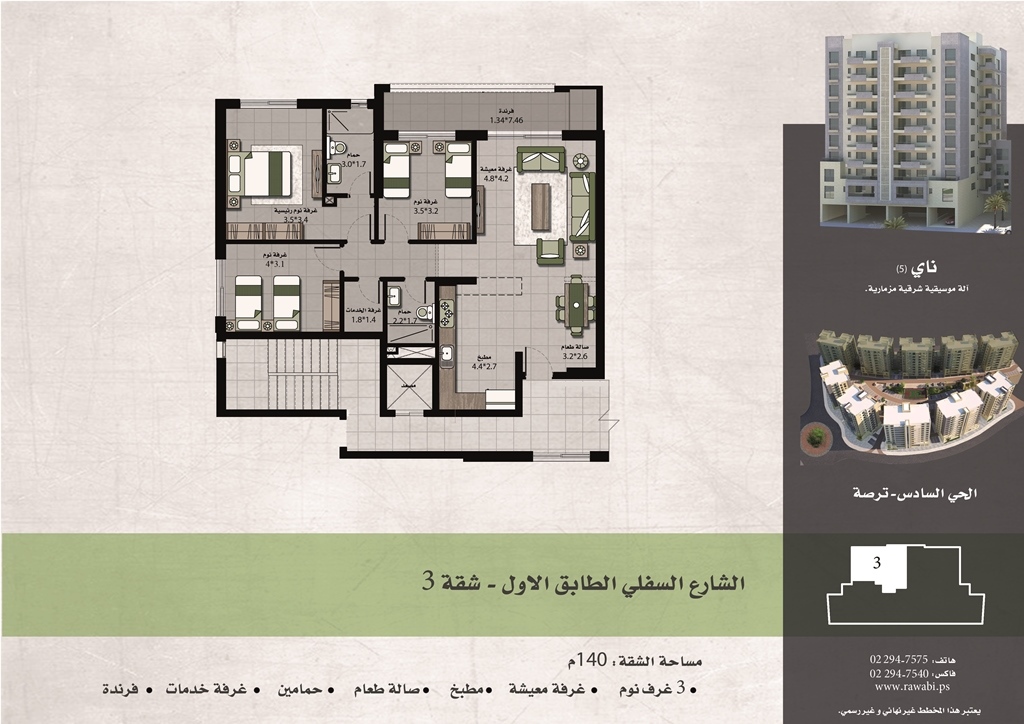 فرندة
1.34*7.46
حمام
3.0*1.7
غرفة معيشة
4.8*4.2
غرفة نوم
3.5*3.2
غرفة نوم رئيسية
3.5*3.4
غرفة نوم
4*3.1
غرفة الخدمات
1.8*1.4
حمام
2.2*1.7
صالة طعام
3.2*2.6
مطبخ
4.4*2.7
مصعد
ناي (5)
آلة موسيقية شرقية مزمارية.
الحي السادس-ترصة
3
الشارع السفلي الطابق الاول - شقة 3
مساحة الشقة: 140م
• 3 غرف نوم • غرفة معيشة • مطبخ • صالة طعام • حمامين • غرفة خدمات • فرندة
هاتف: 02 294-7575
فاكس: 02 294-7540
www.rawabi.ps
يعتبر هذا المخطط غير نهائي و غير رسمي.